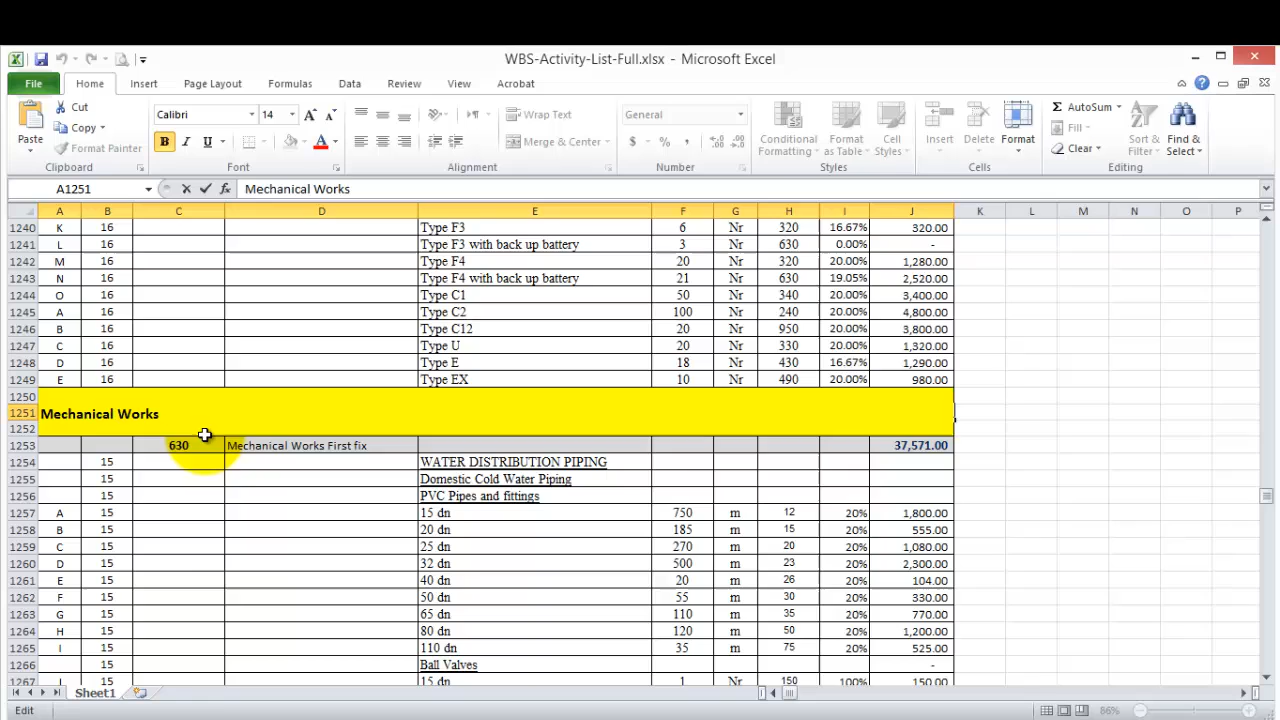 WBS-Activity-List-Full.xlsx - Microsoft Excel
File Home Insert Page Layout Formulas Data Review View Acrobat
Paste Cut Copy Format Painter Clipboard
Calibri 14 B I U A Font
Wrap Text Merge & Center Alignment
General $ % , Number
Conditional Formatting Format as Table Cell Styles Styles
Insert Delete Format Cells
Σ AutoSum Fill Clear Sort & Filter Find & Select Editing
A1251 fx Mechanical Works
A B C D E F G H I J K L M N O P
1240 K 16 Type F3 6 Nr 320 16.67% 320.00
1241 L 16 Type F3 with back up battery 3 Nr 630 0.00% -
1242 M 16 Type F4 20 Nr 320 20.00% 1,280.00
1243 N 16 Type F4 with back up battery 21 Nr 630 19.05% 2,520.00
1244 O 16 Type C1 50 Nr 340 20.00% 3,400.00
1245 A 16 Type C2 100 Nr 240 20.00% 4,800.00
1246 B 16 Type C12 20 Nr 950 20.00% 3,800.00
1247 C 16 Type U 20 Nr 330 20.00% 1,320.00
1248 D 16 Type E 18 Nr 430 16.67% 1,290.00
1249 E 16 Type EX 10 Nr 490 20.00% 980.00
1250
1251 Mechanical Works
1252
1253 630 Mechanical Works First fix 37,571.00
1254 15 WATER DISTRIBUTION PIPING
1255 15 Domestic Cold Water Piping
1256 15 PVC Pipes and fittings
1257 A 15 15 dn 750 m 12 20% 1,800.00
1258 B 15 20 dn 185 m 15 20% 555.00
1259 C 15 25 dn 270 m 20 20% 1,080.00
1260 D 15 32 dn 500 m 23 20% 2,300.00
1261 E 15 40 dn 20 m 26 20% 104.00
1262 F 15 50 dn 55 m 30 20% 330.00
1263 G 15 65 dn 110 m 35 20% 770.00
1264 H 15 80 dn 120 m 50 20% 1,200.00
1265 I 15 110 dn 35 m 75 20% 525.00
1266 15 Ball Valves -
1267 J 15 15 dn 1 Nr 150 100% 150.00
Sheet1
Edit 86%